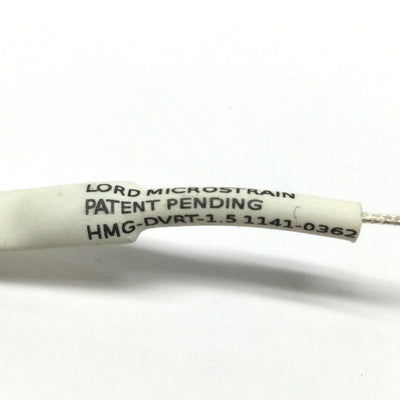 LORD MICROSTRAIN
PATENT PENDING
HMG-DVRT-1.5 1141-0362